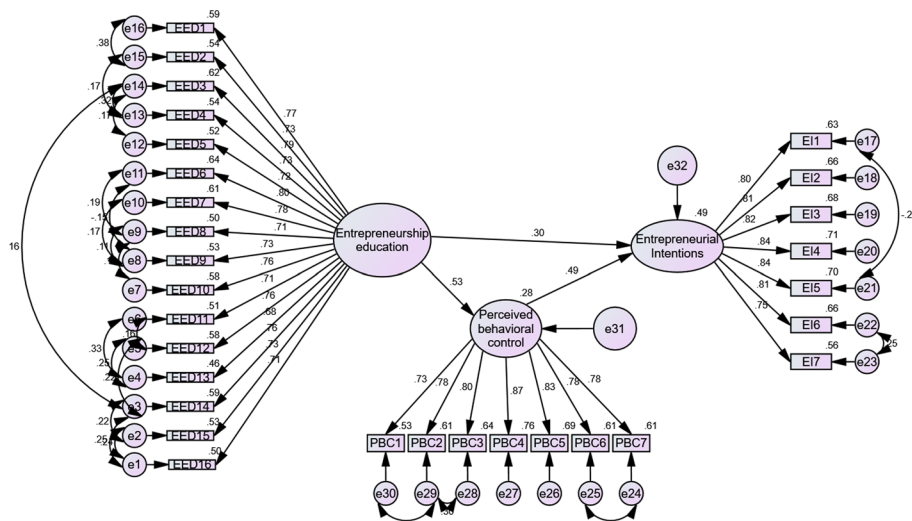 e16 EED1 .59
.38
e15 EED2 .54
e14 EED3 .62
.17
e13 EED4 .54
e12 EED5 .52
e11 EED6 .64
e10 EED7 .61
.19
-.15
e9 EED8 .50
.17
.11
e8 EED9 .53
e7 EED10 .58
16
e6 EED11 .51
.16
e5 EED12 .58
.33
.25
e4 EED13 .46
e3 EED14 .59
.22
e2 EED15 .53
.25
e1 EED16 .50
.77
.73
.79
.73
.72
.80
.78
.71
.73
.76
.71
.76
.68
.76
.73
.71
Entrepreneurship
education
.30
.53
.49
.28
Perceived
behavioral
control
e31
e32
.49
Entrepreneurial
Intentions
.80
.81
.82
.84
.84
.81
.75
EI1 .63 e17
EI2 .66 e18
EI3 .68 e19
-.2
EI4 .71 e20
EI5 .70 e21
EI6 .66 e22
.25
EI7 .56 e23
.73 .78 .80 .87 .83 .78 .78
.53 .61 .64 .76 .69 .61 .61
PBC1 PBC2 PBC3 PBC4 PBC5 PBC6 PBC7
e30 e29 e28 e27 e26 e25 e24